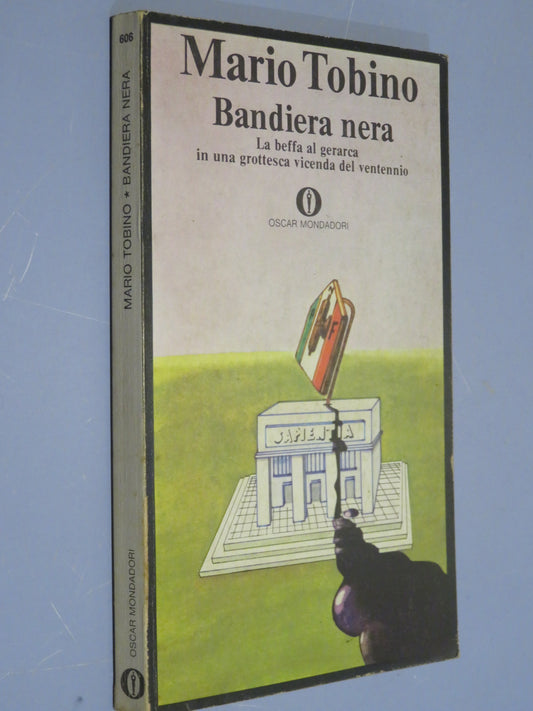 606
MARIO TOBINO * BANDIERA NERA
OSCAR MONDADORI
Mario Tobino
Bandiera nera
La beffa al gerarca
in una grottesca vicenda del ventennio
OSCAR MONDADORI
F
SAPIENTIA